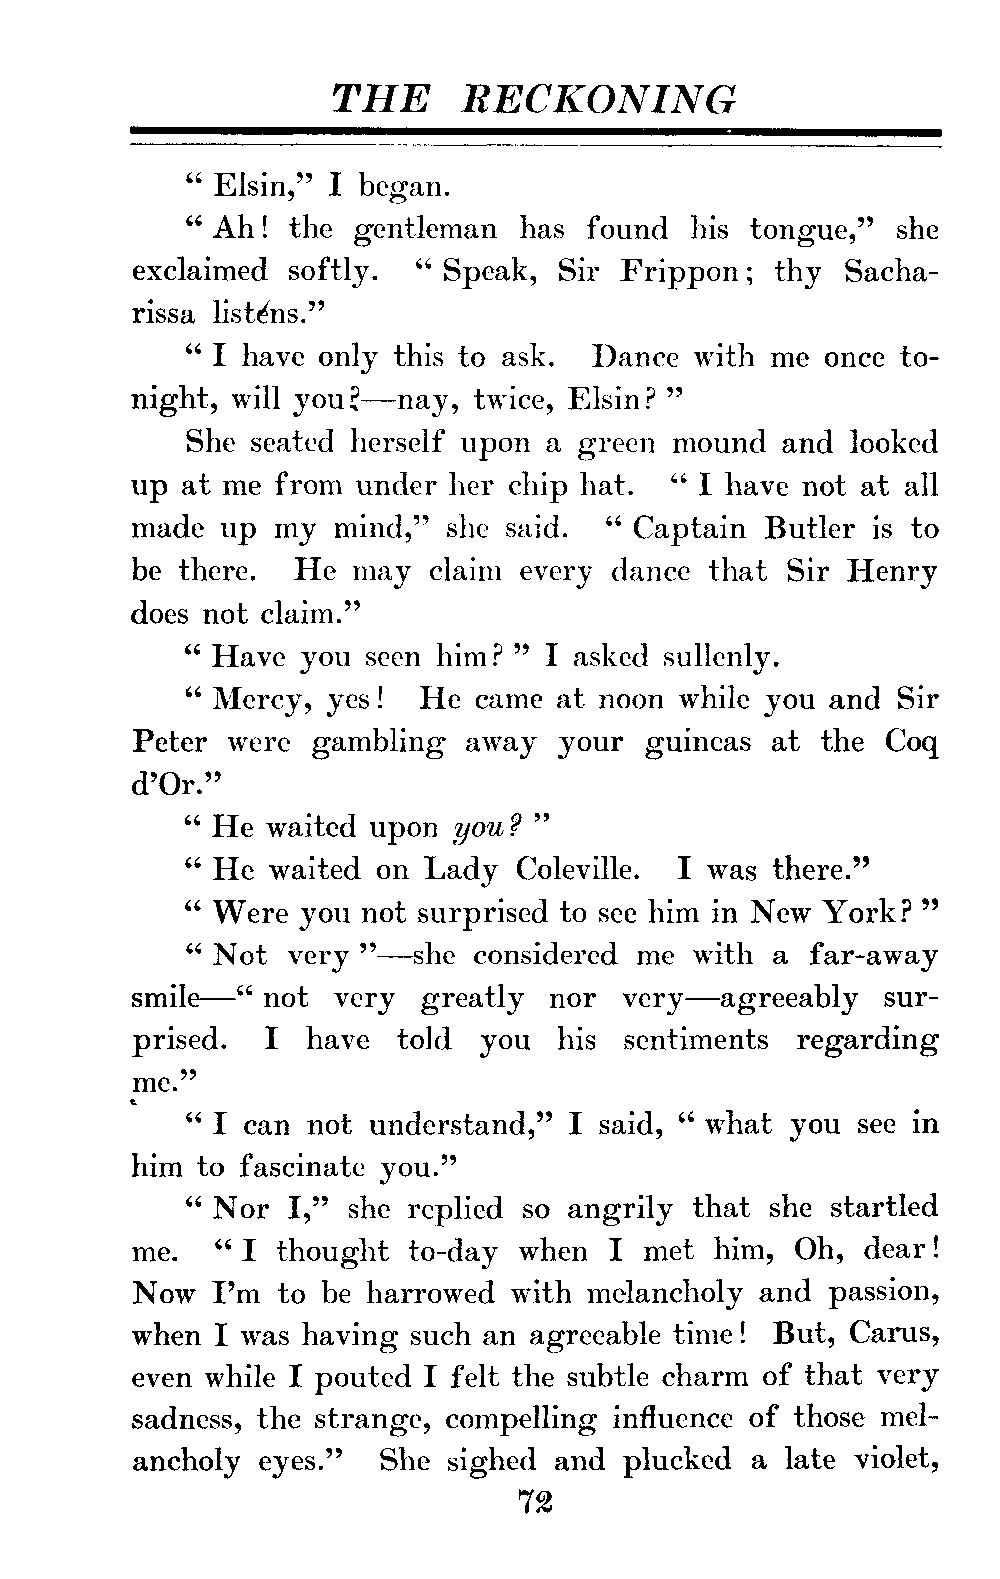 THE RECKONING
“ Elsin,” I began.
“ Ah! the gentleman has found his tongue,” she
exclaimed softly. “ Speak, Sir Frippon; thy Sacha-
rissa listens.”
“ I have only this to ask. Dance with me once to-
night, will you?—nay, twice, Elsin? ”
She seated herself upon a green mound and looked
up at me from under her chip hat. “ I have not at all
made up my mind,” she said. “ Captain Butler is to
be there. He may claim every dance that Sir Henry
does not claim.”
“ Have you seen him? ” I asked sullenly.
“ Mercy, yes! He came at noon while you and Sir
Peter were gambling away your guineas at the Coq
d’Or.”
“ He waited upon you? ”
“ He waited on Lady Coleville. I was there.”
“ Were you not surprised to see him in New York? ”
“ Not very ”—she considered me with a far-away
smile—“ not very greatly nor very—agreeably sur-
prised. I have told you his sentiments regarding
me.”
“ I can not understand,” I said, “ what you see in
him to fascinate you.”
“ Nor I,” she replied so angrily that she startled
me. “ I thought to-day when I met him, Oh, dear!
Now I’m to be harrowed with melancholy and passion,
when I was having such an agreeable time! But, Carus,
even while I pouted I felt the subtle charm of that very
sadness, the strange, compelling influence of those mel-
ancholy eyes.” She sighed and plucked a late violet,
72